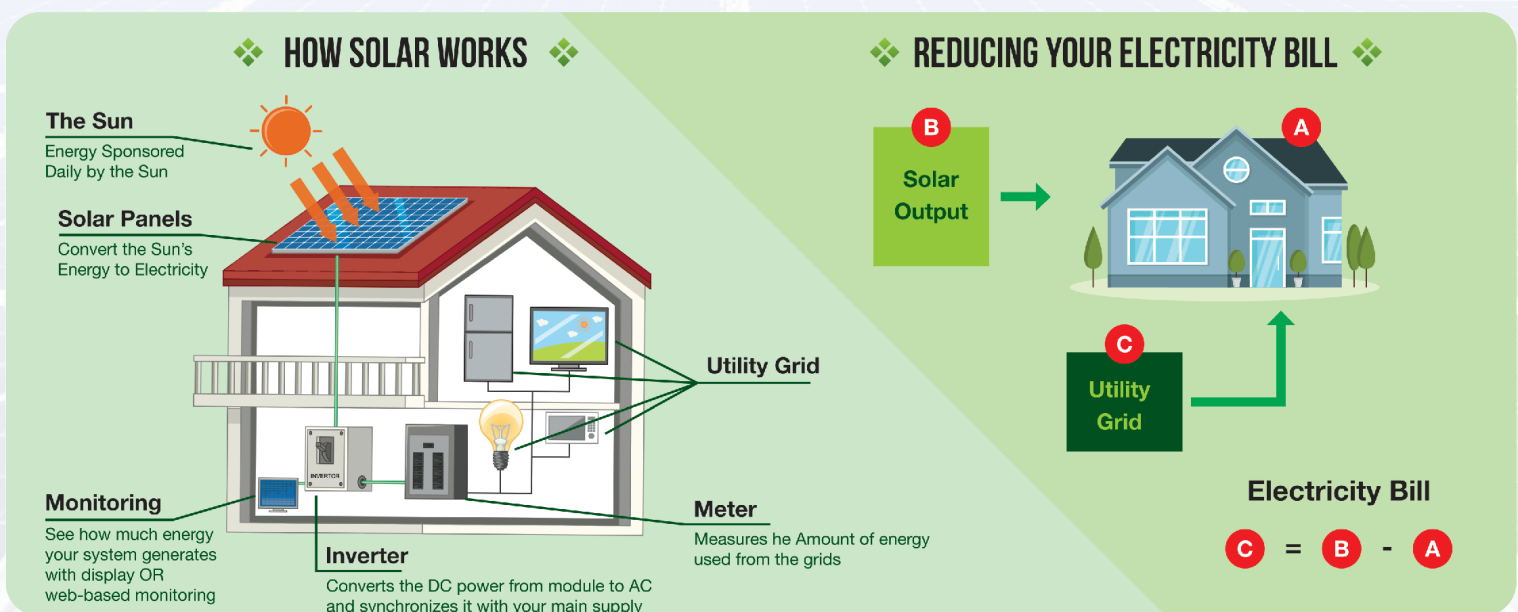 HOW SOLAR WORKS
The Sun
Energy Sponsored
Daily by the Sun
Solar Panels
Convert the Sun's
Energy to Electricity
Utility Grid
INVERTOR
Monitoring
See how much energy
your system generates
with display OR
web-based monitoring
Inverter
Converts the DC power from module to AC
and synchronizes it with your main supply
Meter
Measures he Amount of energy
used from the grids
REDUCING YOUR ELECTRICITY BILL
B
Solar
Output
A
C
Utility
Grid
Electricity Bill
C = B - A